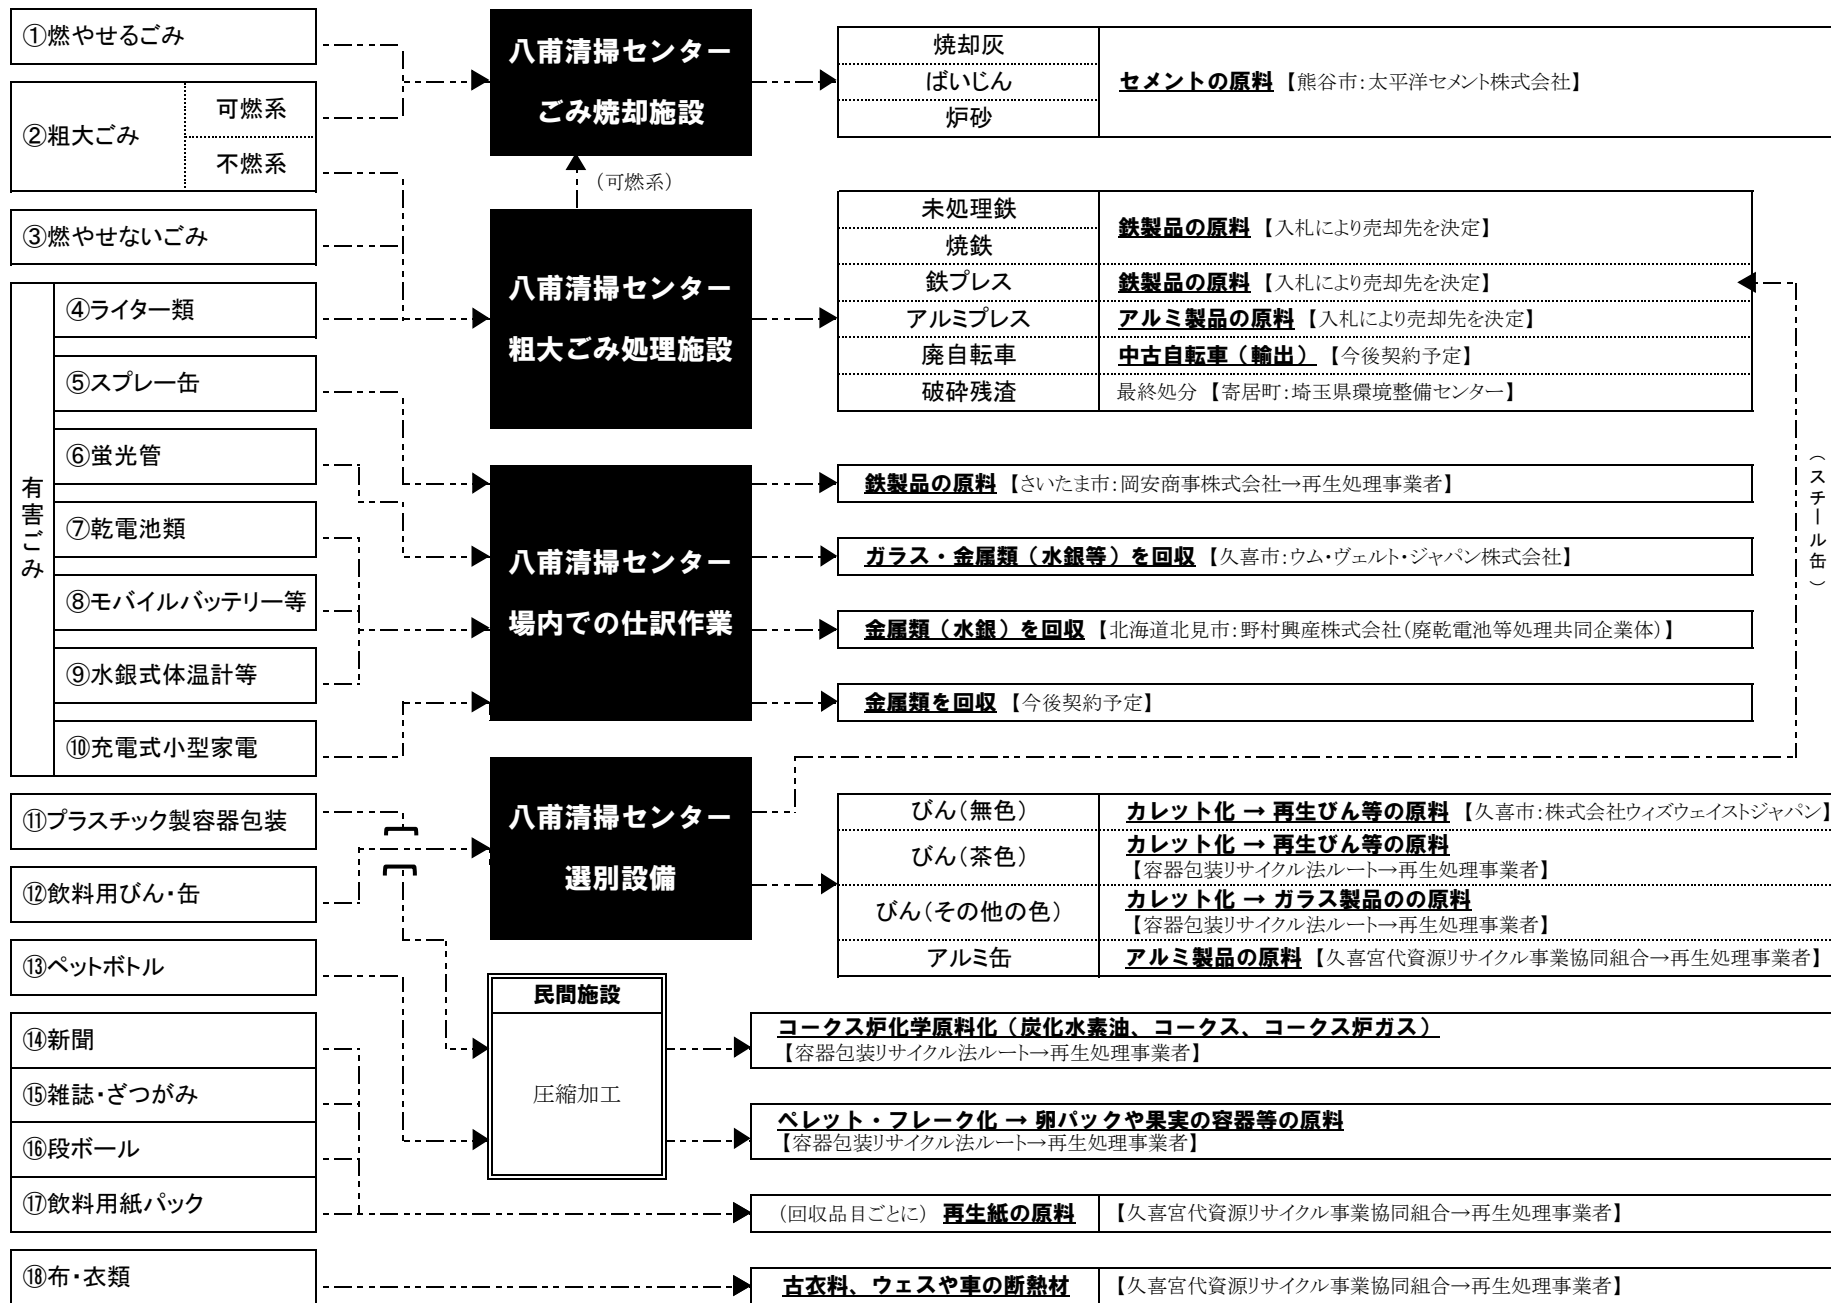 ①燃やせるごみ
②粗大ごみ
可燃系
不燃系
③燃やせないごみ
有害ごみ
④ライター類
⑤スプレー缶
⑥蛍光管
⑦乾電池類
⑧モバイルバッテリー等
⑨水銀式体温計等
⑩充電式小型家電
⑪プラスチック製容器包装
⑫飲料用びん・缶
⑬ペットボトル
⑭新聞
⑮雑誌・ざつがみ
⑯段ボール
⑰飲料用紙パック
⑱布・衣類
八甫清掃センター
ごみ焼却施設
(可燃系)
八甫清掃センター
粗大ごみ処理施設
八甫清掃センター
場内での仕訳作業
八甫清掃センター
選別設備
民間施設
圧縮加工
焼却灰
ばいじん
炉砂
セメントの原料 【熊谷市:太平洋セメント株式会社】
未処理鉄
焼鉄
鉄製品の原料 【入札により売却先を決定】
鉄プレス 鉄製品の原料 【入札により売却先を決定】
アルミプレス アルミ製品の原料 【入札により売却先を決定】
廃自転車 中古自転車(輸出) 【今後契約予定】
破砕残渣 最終処分 【寄居町:埼玉県環境整備センター】
鉄製品の原料 【さいたま市:岡安商事株式会社→再生処理事業者】
ガラス・金属類(水銀等)を回収 【久喜市:ウム・ヴェルト・ジャパン株式会社】
金属類(水銀)を回収 【北海道北見市:野村興産株式会社(廃乾電池等処理共同企業体)】
金属類を回収 【今後契約予定】
(スチール缶)
びん(無色) カレット化 → 再生びん等の原料 【久喜市:株式会社ウィズウェイストジャパン】
びん(茶色) カレット化 → 再生びん等の原料
【容器包装リサイクル法ルート→再生処理事業者】
びん(その他の色) カレット化 → ガラス製品のの原料
【容器包装リサイクル法ルート→再生処理事業者】
アルミ缶 アルミ製品の原料 【久喜宮代資源リサイクル事業協同組合→再生処理事業者】
コークス炉化学原料化(炭化水素油、コークス、コークス炉ガス)
【容器包装リサイクル法ルート→再生処理事業者】
ペレット・フレーク化 → 卵パックや果実の容器等の原料
【容器包装リサイクル法ルート→再生処理事業者】
(回収品目ごとに) 再生紙の原料 【久喜宮代資源リサイクル事業協同組合→再生処理事業者】
古衣料、ウェスや車の断熱材 【久喜宮代資源リサイクル事業協同組合→再生処理事業者】